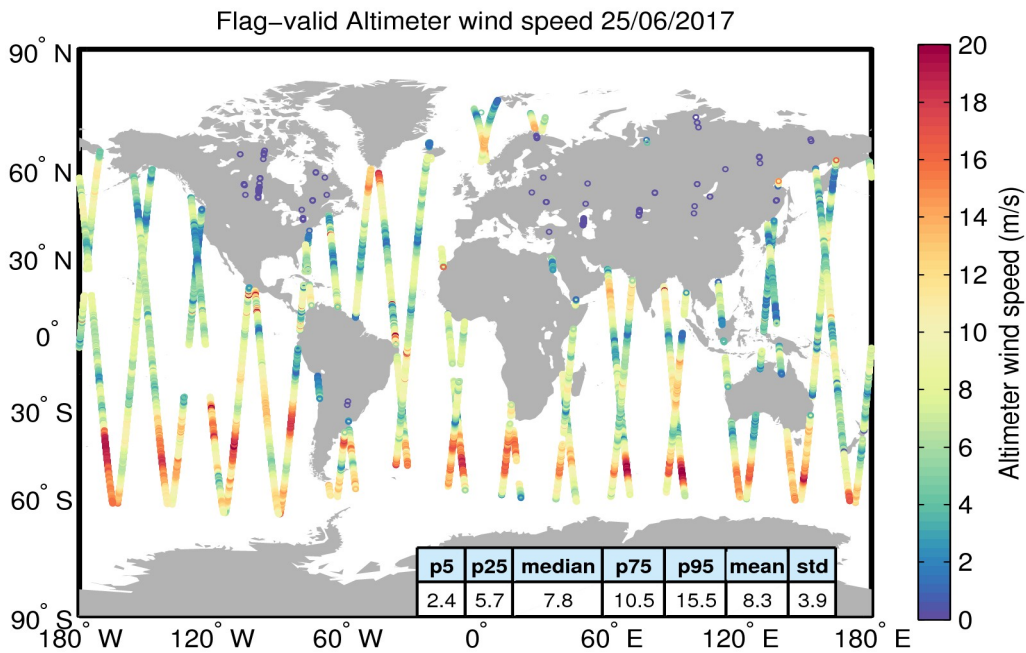 Flag−valid Altimeter wind speed 25/06/2017
90° N
60° N
30° N
0°
30° S
60° S
90° S
180° W
120° W
60° W
0°
60° E
120° E
180° E
p5 p25 median p75 p95 mean std
2.4 5.7 7.8 10.5 15.5 8.3 3.9
20
18
16
14
12
10
8
6
4
2
0
Altimeter wind speed (m/s)